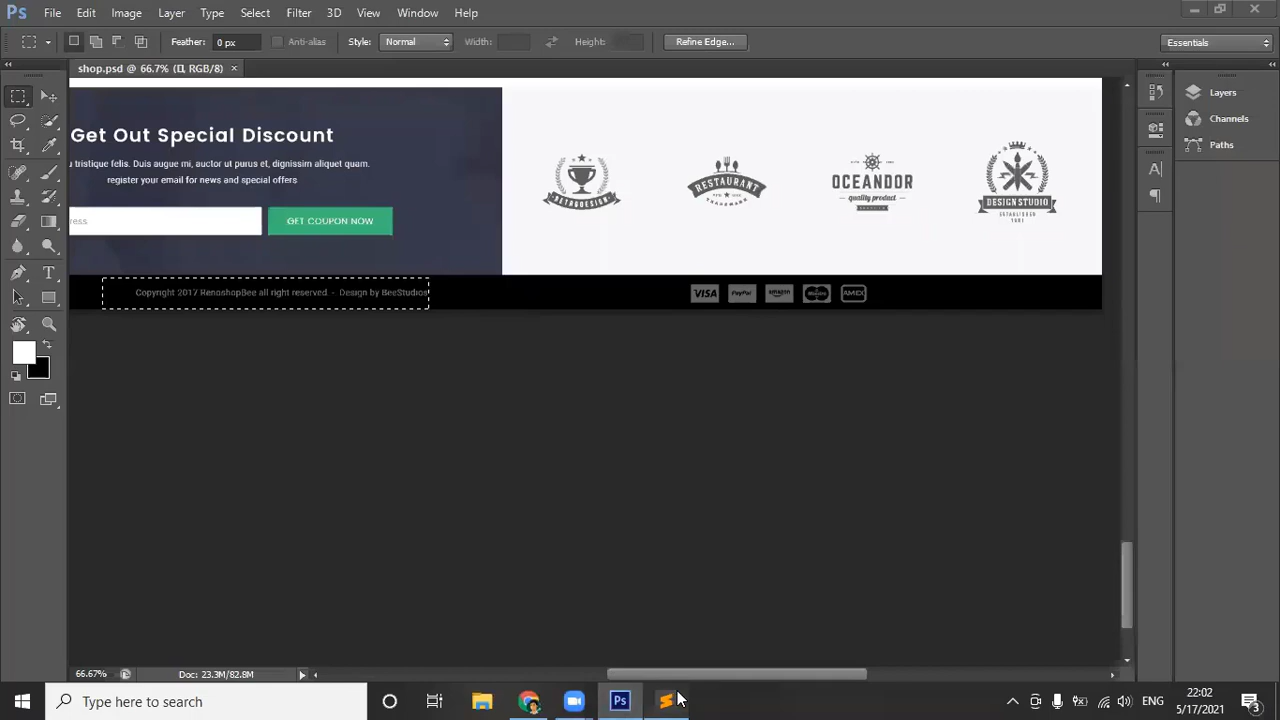 Ps File Edit Image Layer Type Select Filter 3D View Window Help
Feather: 0 px Anti-alias Style: Normal Width: Height: Refine Edge... Essentials
shop.psd @ 66.7% (Ц, RGB/8) ×
Get Out Special Discount
u tristique felis. Duis augue mi, auctor ut purus et, dignissim aliquet quam.
register your email for news and special offers
ress GET COUPON NOW
RETRODESIGN
RESTAURANT
TRADEMARK
OCEANDOR
quality product
DESIGN STUDIO
ESTABLISHED
Copyright 2017 RenoshopBee all right reserved. - Design by BeeStudios
VISA PayPal amazon AMEX
Layers
Channels
Paths
66.67% Doc: 23.3M/82.8M
Type here to search
Ps
ENG
22:02
5/17/2021
3